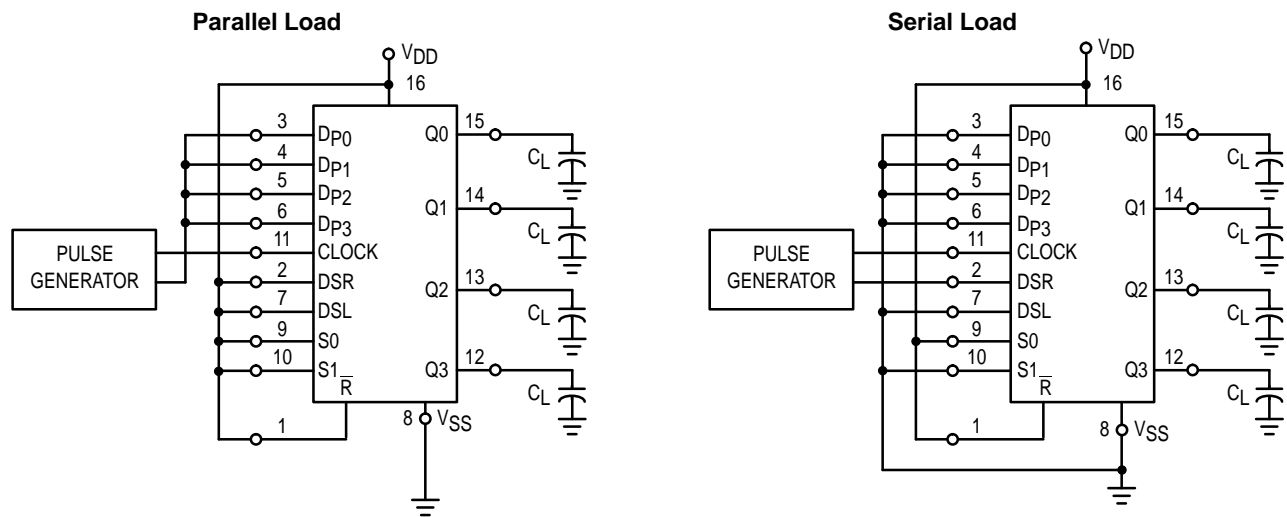 Parallel Load
VDD
16
3
DP0
Q0
15
CL
4
DP1
5
DP2
Q1
14
CL
6
DP3
PULSE
GENERATOR
11
CLOCK
2
DSR
Q2
13
CL
7
DSL
9
S0
10
S1
Q3
12
CL
R
1
8
VSS
Serial Load
VDD
16
3
DP0
Q0
15
CL
4
DP1
5
DP2
Q1
14
CL
6
DP3
PULSE
GENERATOR
11
CLOCK
2
DSR
Q2
13
CL
7
DSL
9
S0
10
S1
Q3
12
CL
R
1
8
VSS